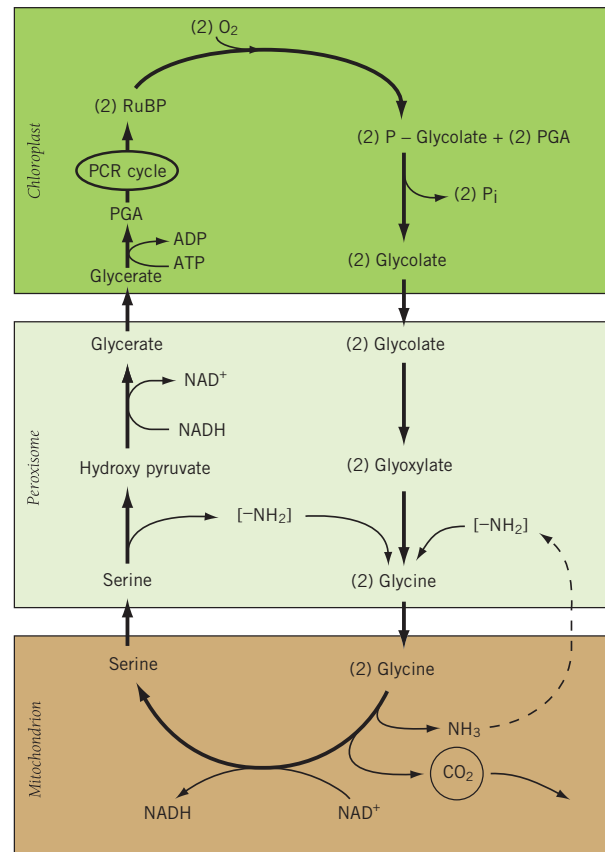 Chloroplast
(2) O2
(2) RuBP
(2) P – Glycolate + (2) PGA
PCR cycle
(2) Pi
PGA
ADP
ATP
Glycerate
(2) Glycolate
Peroxisome
Glycerate
(2) Glycolate
NAD+
NADH
Hydroxy pyruvate
(2) Glyoxylate
[–NH2]
[–NH2]
Serine
(2) Glycine
Mitochondrion
Serine
(2) Glycine
NH3
CO2
NADH
NAD+